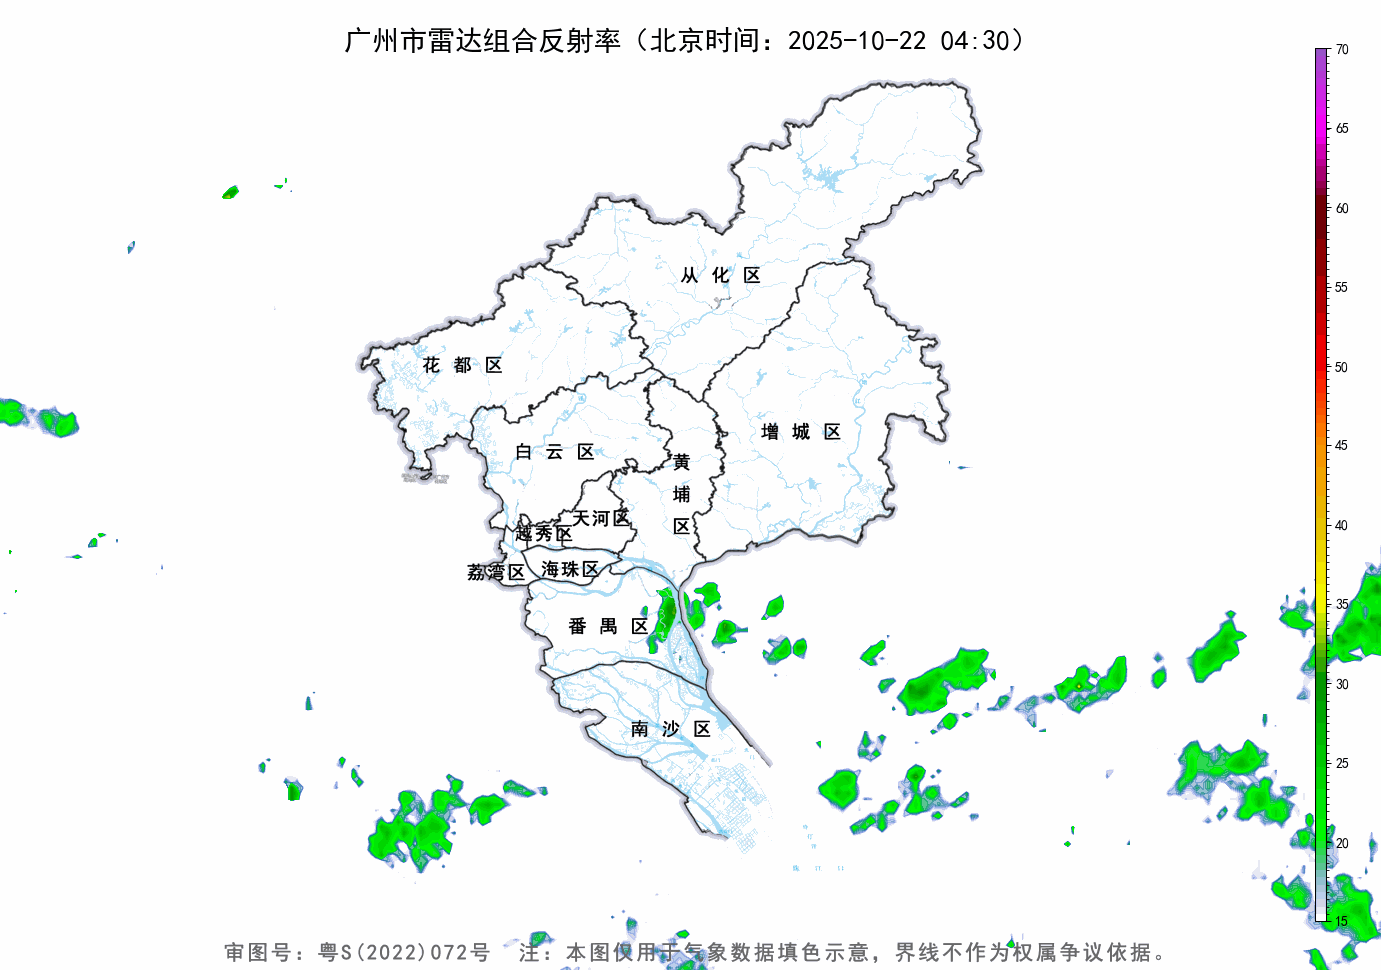 广州市雷达组合反射率（北京时间：2025-10-22 04:30）
70
65
60
55
50
45
40
35
30
25
20
15
从化区
花都区
增城区
白云区
黄埔区
天河区
越秀区
荔湾区
海珠区
番禺区
南沙区
审图号：粤S(2022)072号 注：本图仅用于气象数据填色示意，界线不作为权属争议依据。